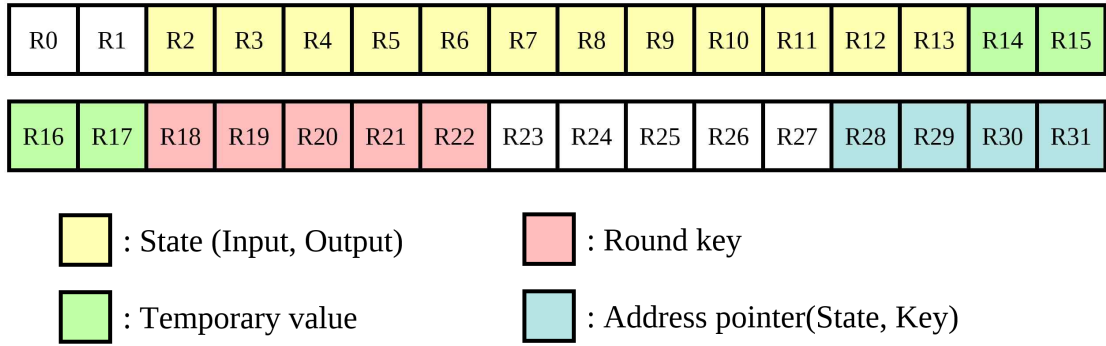 R0 R1 R2 R3 R4 R5 R6 R7 R8 R9 R10 R11 R12 R13 R14 R15
R16 R17 R18 R19 R20 R21 R22 R23 R24 R25 R26 R27 R28 R29 R30 R31
: State (Input, Output) : Round key
: Temporary value : Address pointer(State, Key)